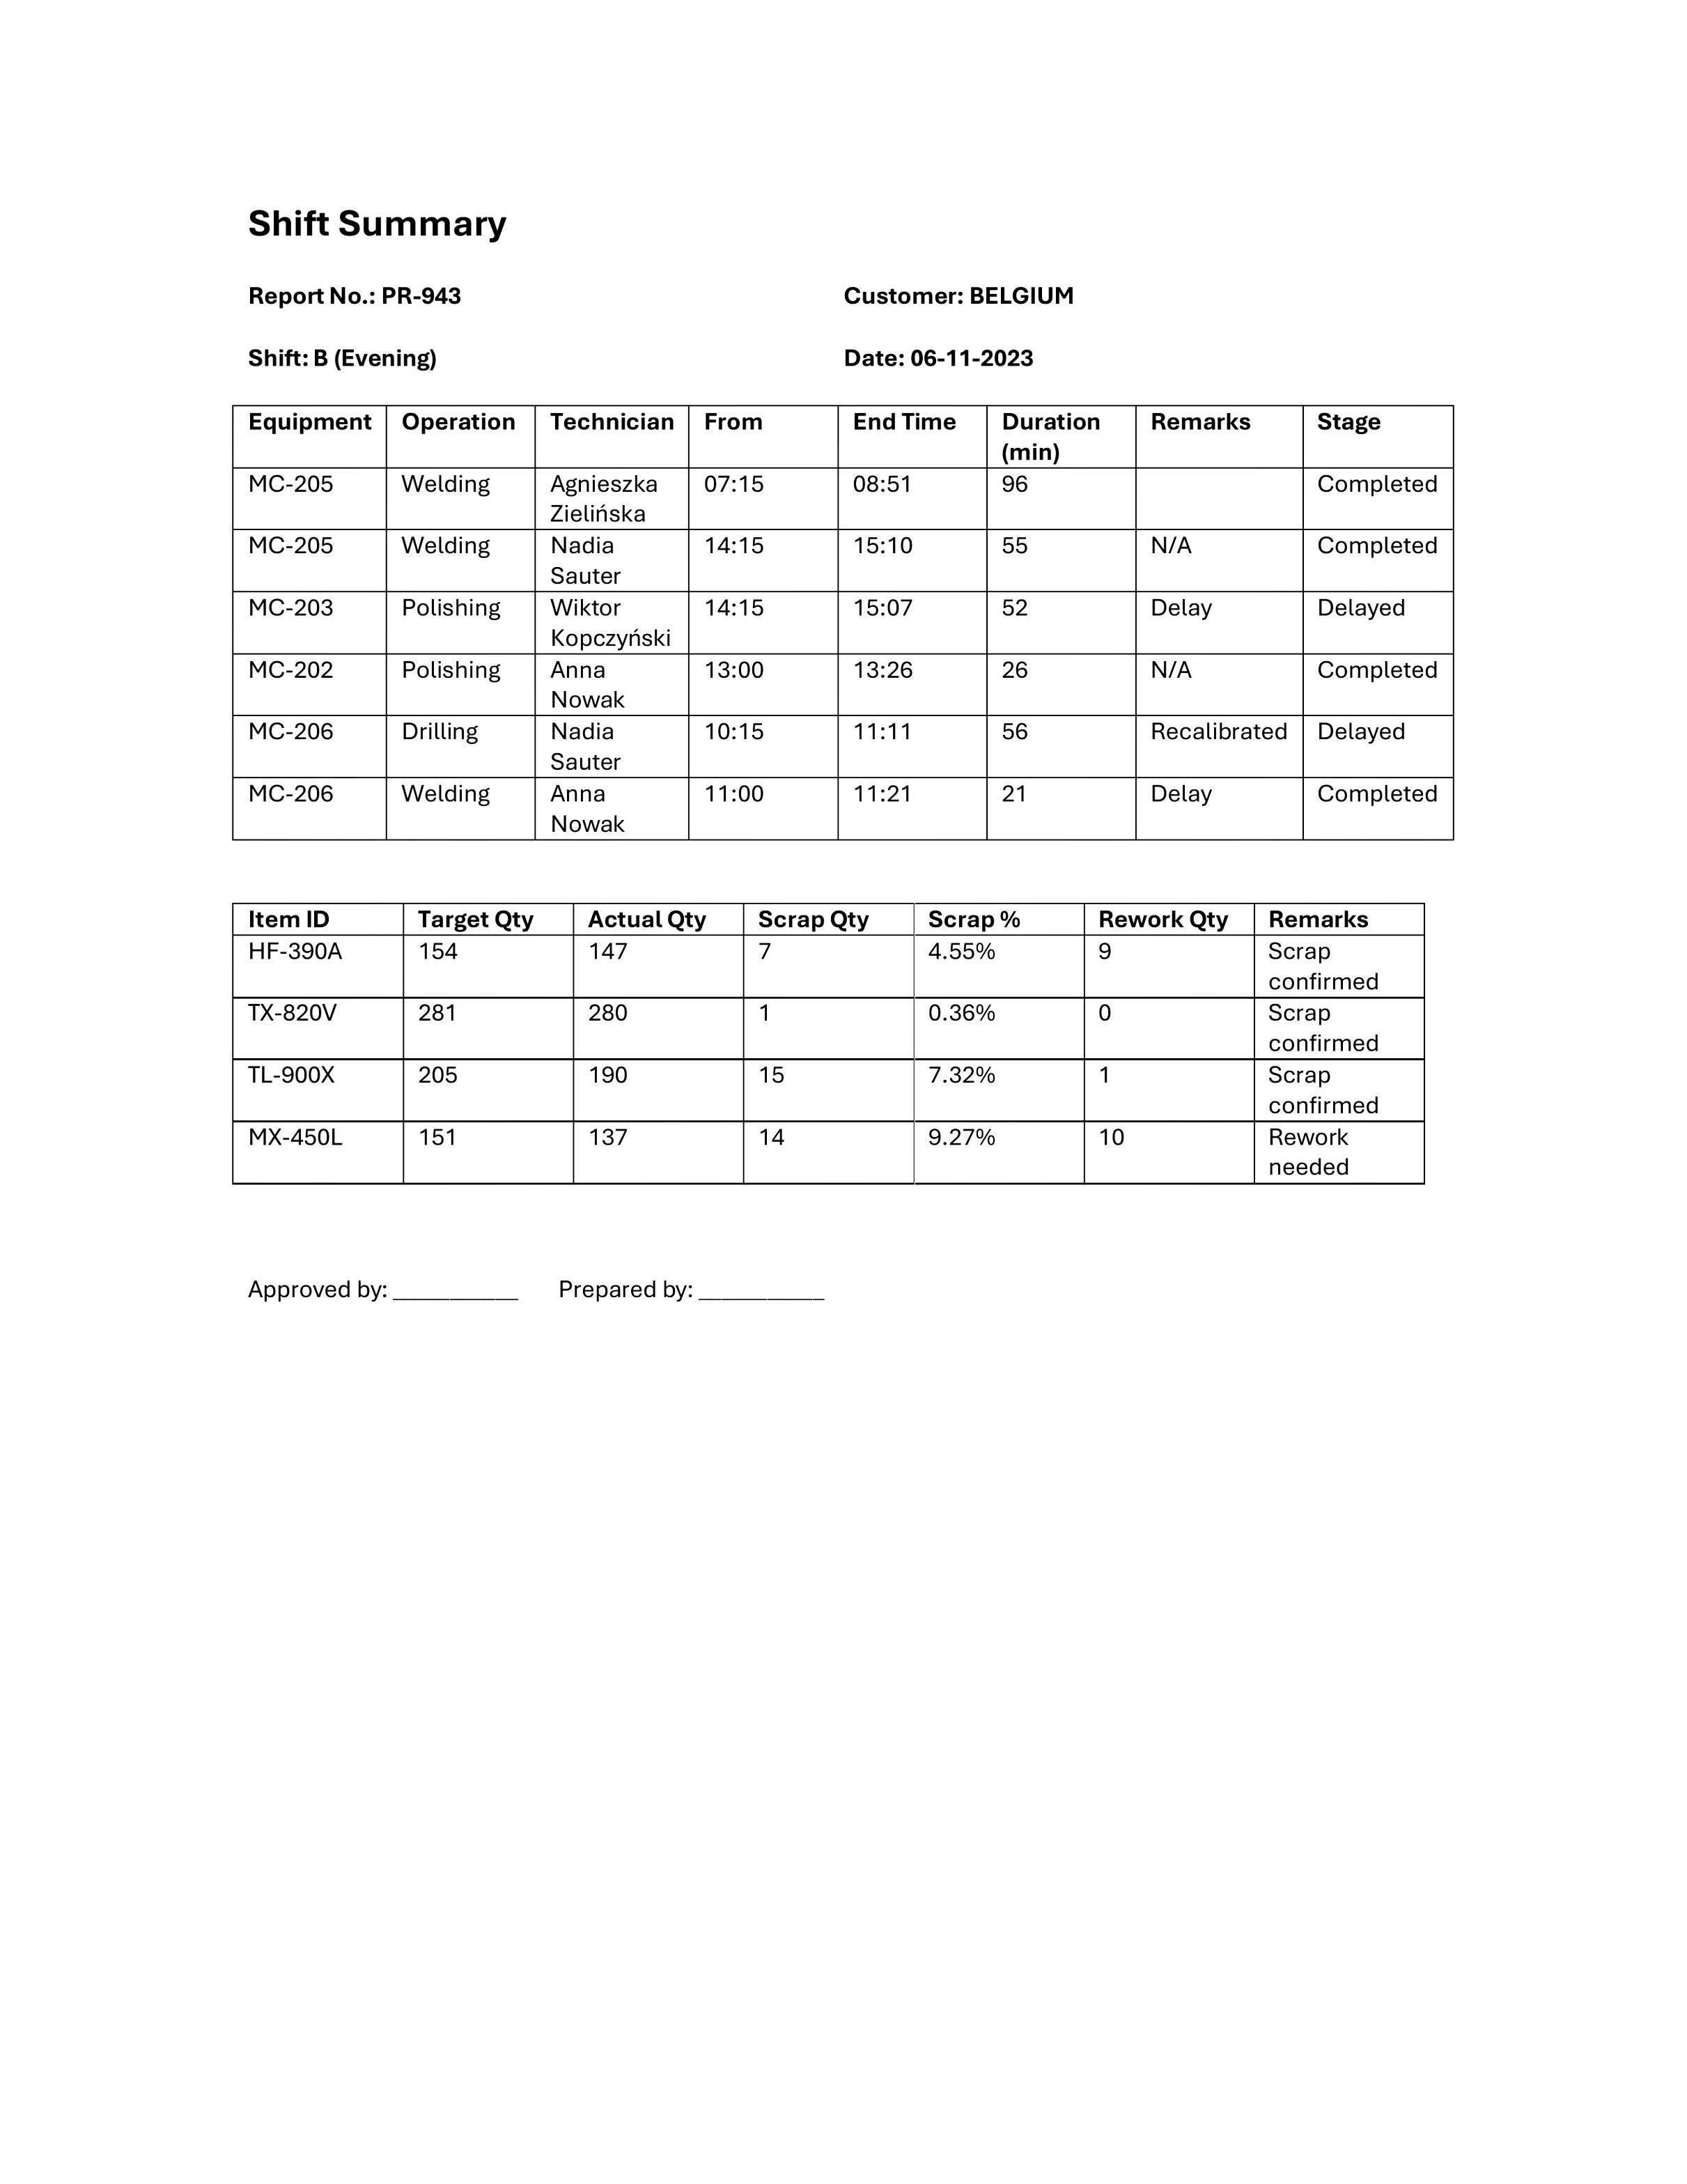 Shift Summary
Report No.: PR-943 Customer: BELGIUM
Shift: B (Evening) Date: 06-11-2023
Equipment Operation Technician From End Time Duration (min) Remarks Stage
MC-205 Welding Agnieszka Zielińska 07:15 08:51 96 Completed
MC-205 Welding Nadia Sauter 14:15 15:10 55 N/A Completed
MC-203 Polishing Wiktor Kopczyński 14:15 15:07 52 Delay Delayed
MC-202 Polishing Anna Nowak 13:00 13:26 26 N/A Completed
MC-206 Drilling Nadia Sauter 10:15 11:11 56 Recalibrated Delayed
MC-206 Welding Anna Nowak 11:00 11:21 21 Delay Completed
Item ID Target Qty Actual Qty Scrap Qty Scrap % Rework Qty Remarks
HF-390A 154 147 7 4.55% 9 Scrap confirmed
TX-820V 281 280 1 0.36% 0 Scrap confirmed
TL-900X 205 190 15 7.32% 1 Scrap confirmed
MX-450L 151 137 14 9.27% 10 Rework needed
Approved by: __________ Prepared by: __________